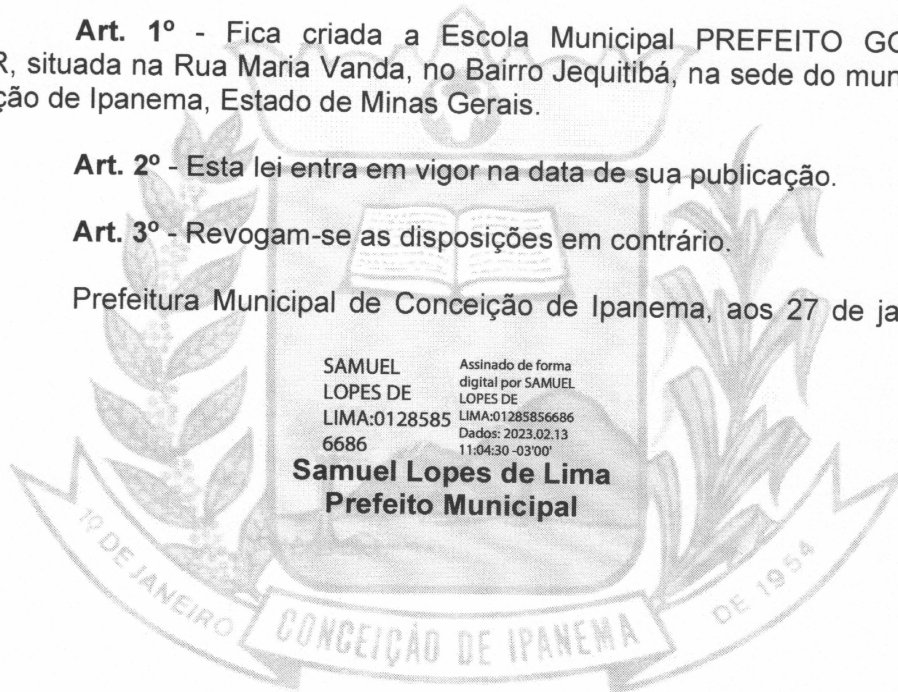 Art. 1º - Fica criada a Escola Municipal PREFEITO GO
R, situada na Rua Maria Vanda, no Bairro Jequitibá, na sede do mun
ção de Ipanema, Estado de Minas Gerais.
Art. 2º - Esta lei entra em vigor na data de sua publicação.
Art. 3º - Revogam-se as disposições em contrário.
Prefeitura Municipal de Conceição de Ipanema, aos 27 de ja
SAMUEL
LOPES DE
LIMA:0128585
6686
Assinado de forma
digital por SAMUEL
LOPES DE
LIMA:01285856686
Dados: 2023.02.13
11:04:30 -03'00'
Samuel Lopes de Lima
Prefeito Municipal
1º DE JANEIRO
CONCEIÇÃO DE IPANEMA
DE 1954